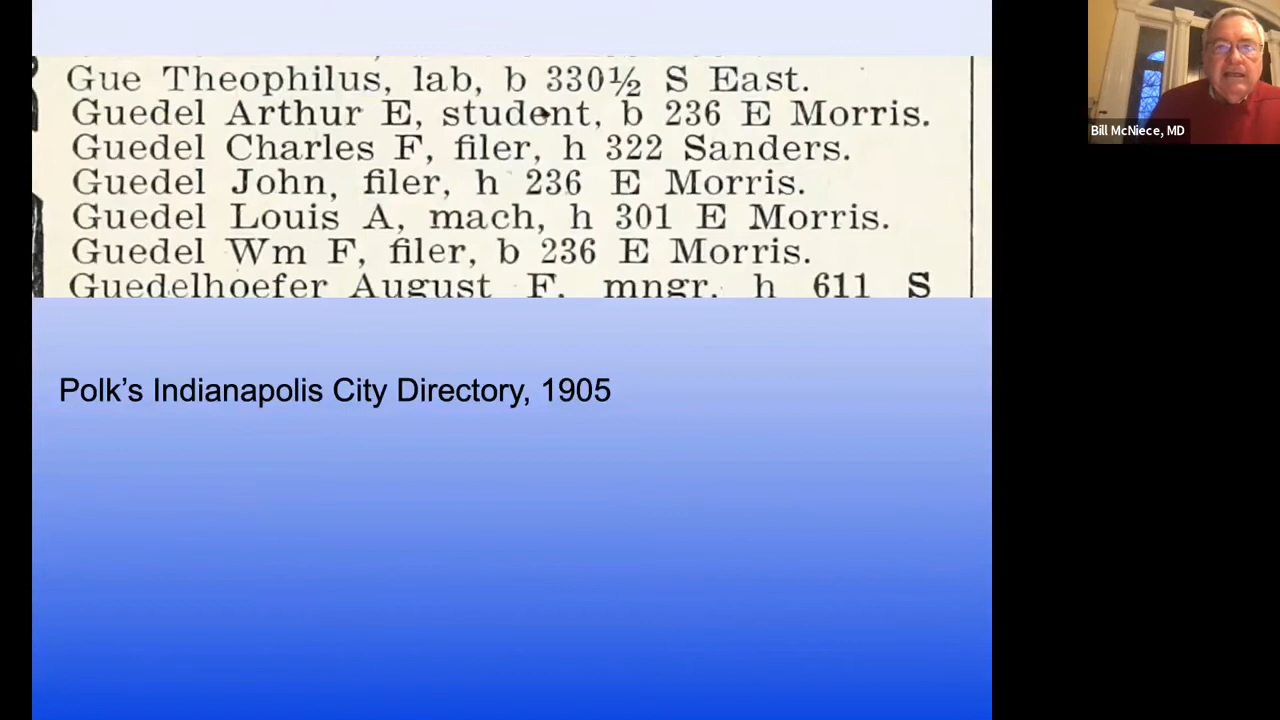 Gue Theophilus, lab, b 330½ S East.
Guedel Arthur E, student, b 236 E Morris.
Guedel Charles F, filer, h 322 Sanders.
Guedel John, filer, h 236 E Morris.
Guedel Louis A, mach, h 301 E Morris.
Guedel Wm F, filer, b 236 E Morris.
Guedelhoefer August F. mngr. h 611 S
Polk’s Indianapolis City Directory, 1905
Bill McNiece, MD